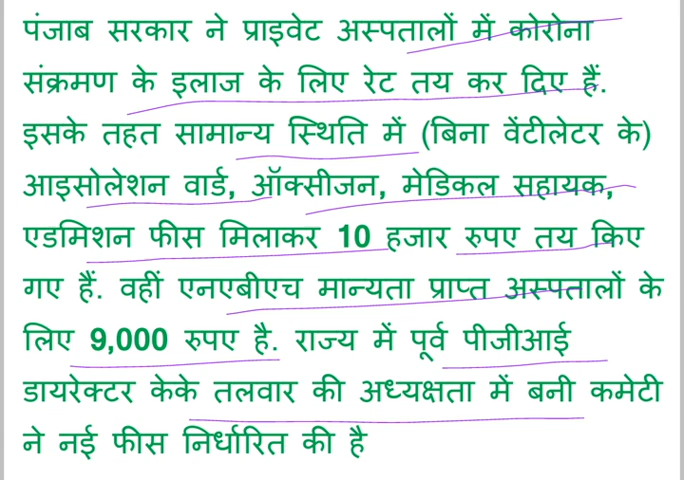 पंजाब सरकार ने प्राइवेट अस्पतालों में कोरोना
संक्रमण के इलाज के लिए रेट तय कर दिए हैं.
इसके तहत सामान्य स्थिति में (बिना वेंटीलेटर के)
आइसोलेशन वार्ड, ऑक्सीजन, मेडिकल सहायक,
एडमिशन फीस मिलाकर 10 हजार रुपए तय किए
गए हैं. वहीं एनएबीएच मान्यता प्राप्त अस्पतालों के
लिए 9,000 रुपए है. राज्य में पूर्व पीजीआई
डायरेक्टर केके तलवार की अध्यक्षता में बनी कमेटी
ने नई फीस निर्धारित की है